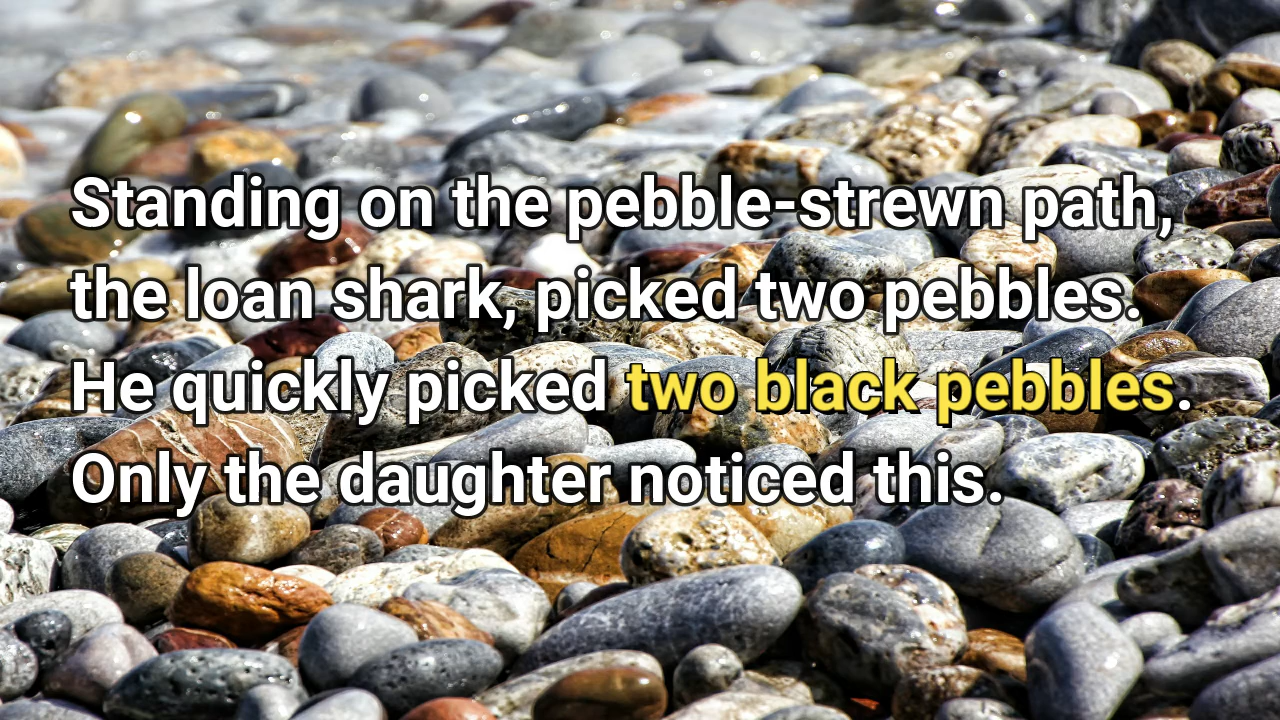 Standing on the pebble-strewn path,
the loan shark, picked two pebbles.
He quickly picked two black pebbles.
Only the daughter noticed this.